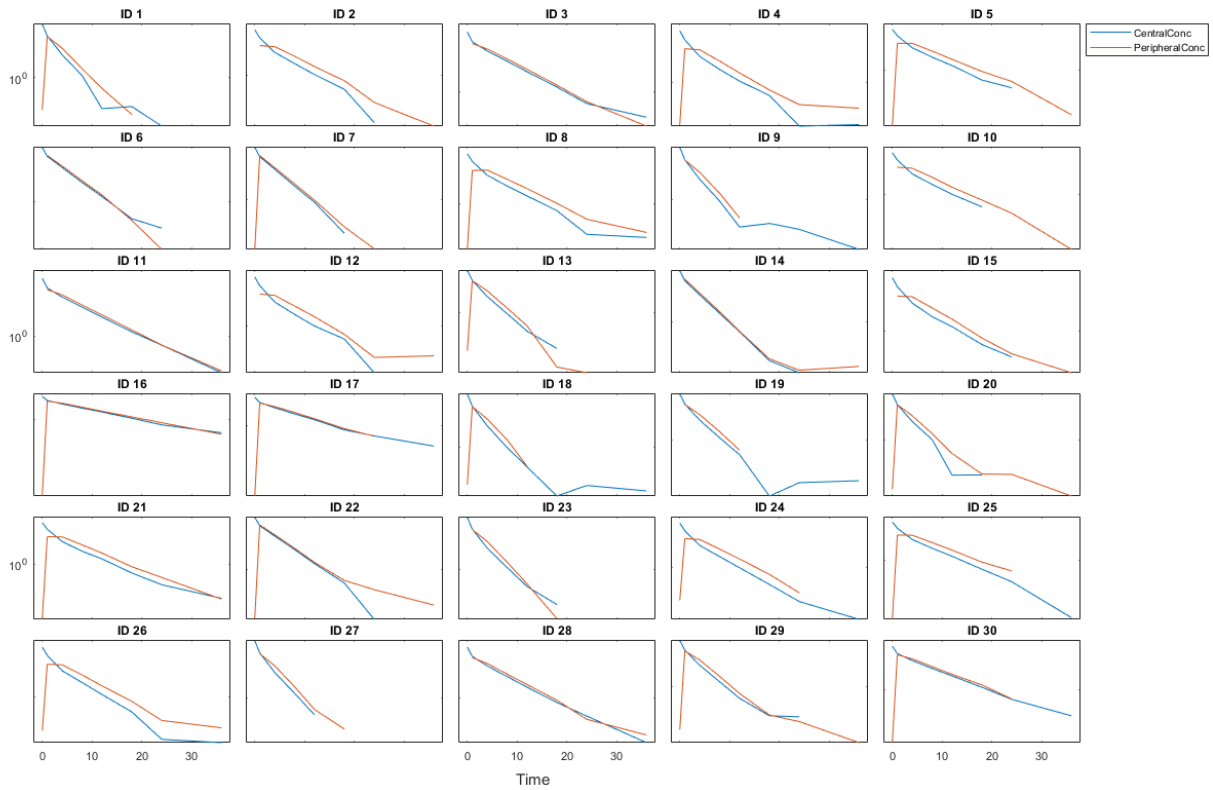 ID 1 ID 2 ID 3 ID 4 ID 5
CentralConc
PeripheralConc
10^0
ID 6 ID 7 ID 8 ID 9 ID 10
ID 11 ID 12 ID 13 ID 14 ID 15
10^0
ID 16 ID 17 ID 18 ID 19 ID 20
ID 21 ID 22 ID 23 ID 24 ID 25
10^0
ID 26 ID 27 ID 28 ID 29 ID 30
0 10 20 30 0 10 20 30
Time